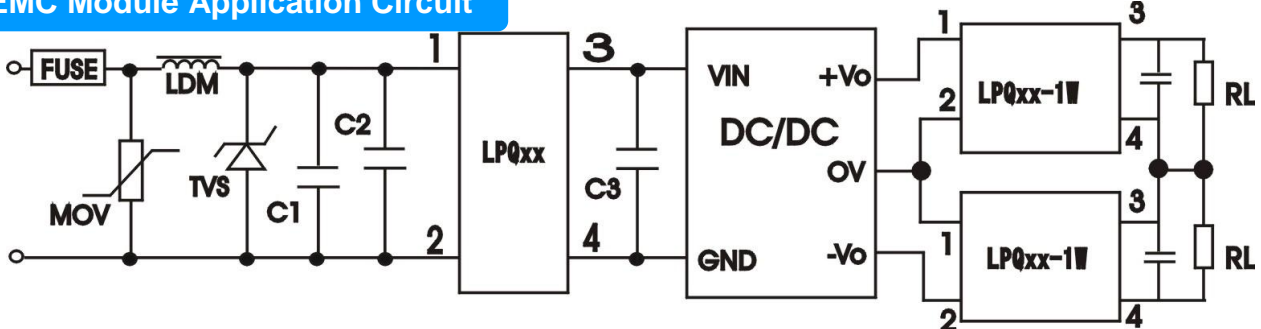 EMC Module Application Circuit
FUSE
LDM
MOV
TVS
C1
C2
1
2
LPQxx
3
4
C3
VIN
GND
DC/DC
+Vo
OV
-Vo
1
2
LPQxx-1W
3
4
RL
1
2
LPQxx-1W
3
4
RL